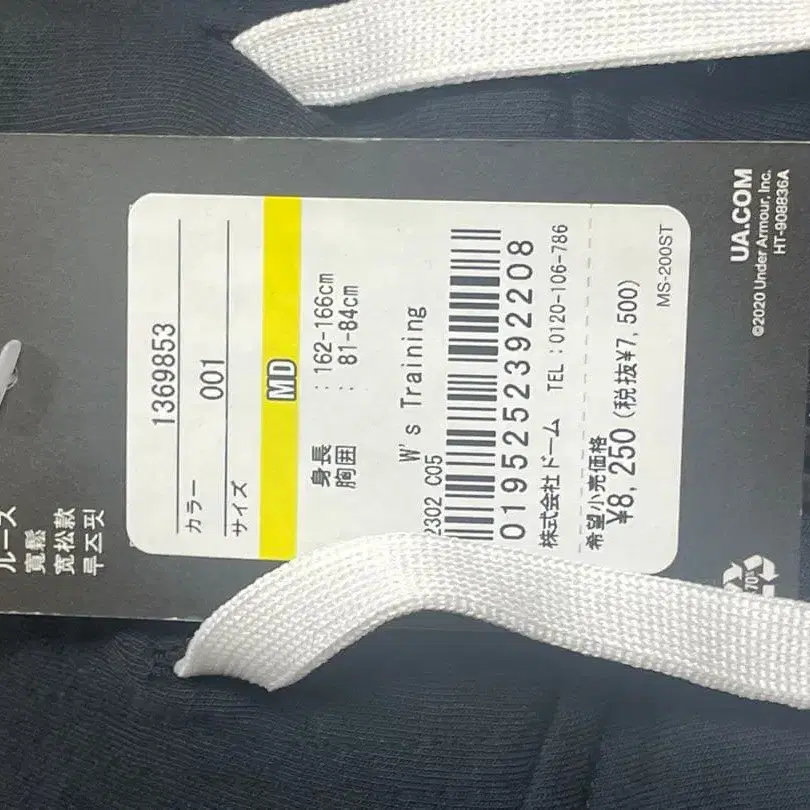 ルーズ
寬鬆
宽松款
루즈핏
1369853
カラー 001
サイズ
MD
身長 : 162-166cm
胸囲 : 81-84cm
W's Training
2302 C05
0195252392208
株式会社ドーム TEL:0120-106-786
希望小売価格
¥8,250(税抜¥7,500)
MS-200ST
UA.COM
©2020 Under Armour, Inc.
HT-908836A
70%